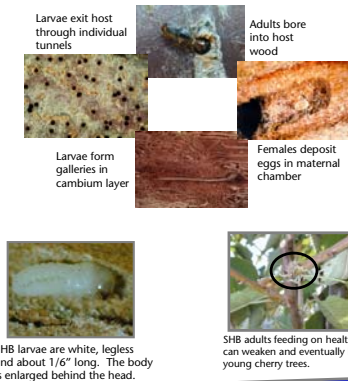 Larvae exit host
through individual
tunnels
Adults bore
into host
wood
Larvae form
galleries in
cambium layer
Females deposit
eggs in maternal
chamber
HB larvae are white, legless
nd about 1/6” long. The body
s enlarged behind the head.
SHB adults feeding on healt
can weaken and eventually
young cherry trees.